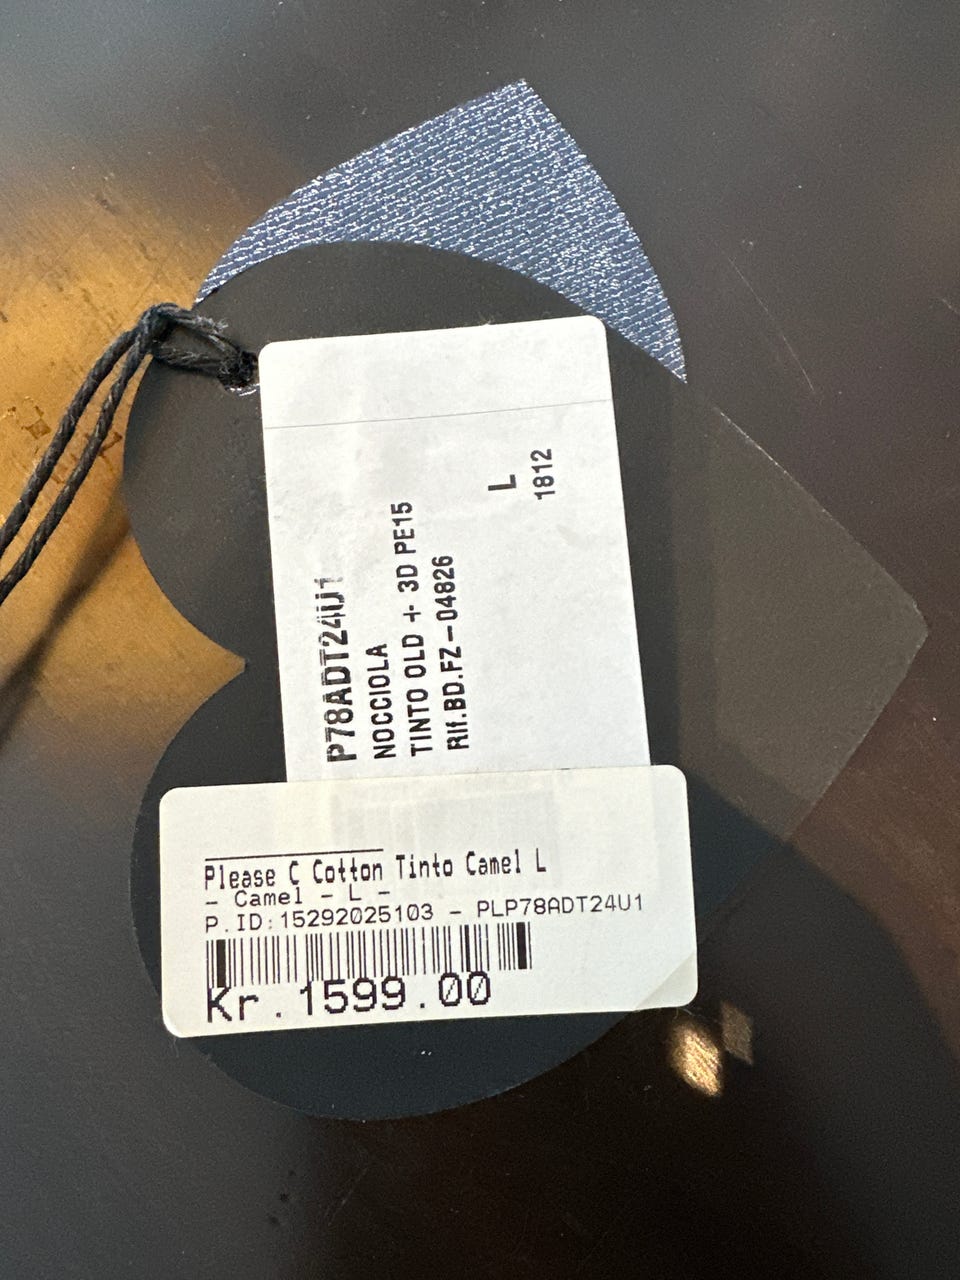 P78ADT24U1
NOCCIOLA
TINTO OLD + 3D PE15
Rif.BD.FZ-04826
L
1812
Please C Cotton Tinto Camel L
- Camel - L -
P.ID:15292025103 - PLP78ADT24U1
Kr.1599.00